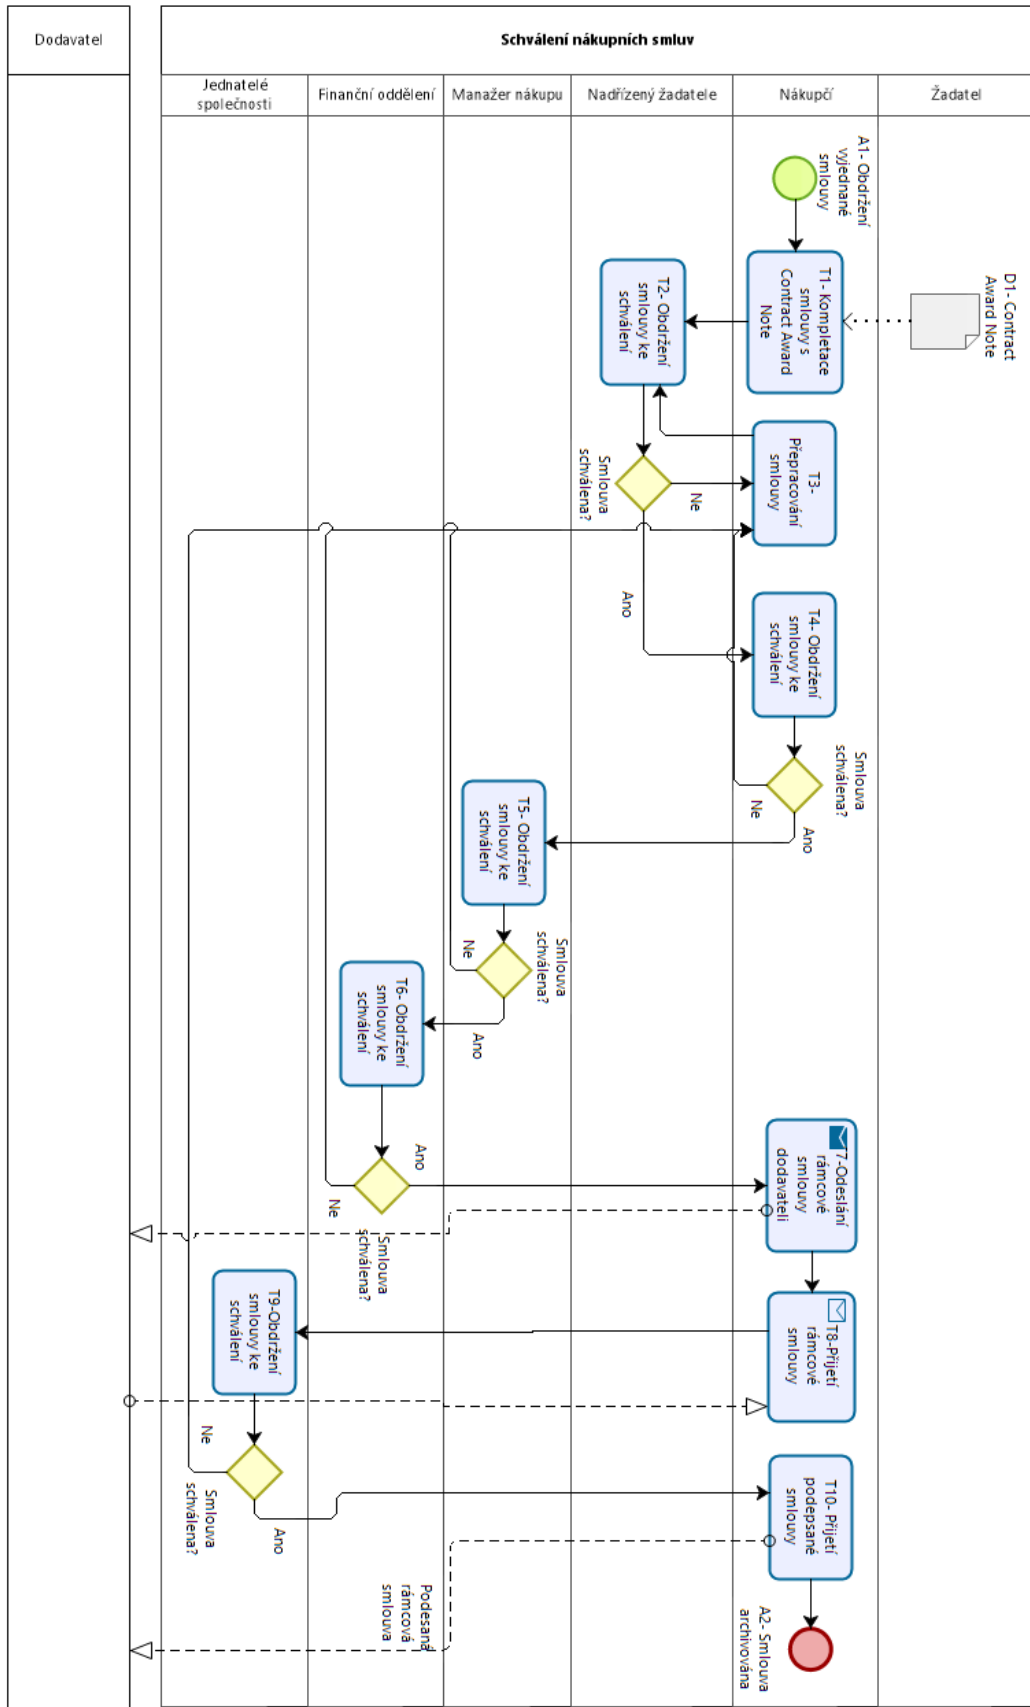 Dodavatel
Schválení nákupních smluv
Jednatelé
společnosti
Finanční oddělení
Manažer nákupu
Nadřízený žadatele
Nákupčí
Žadatel
A1- Obdržení
vyjednané
smlouvy
D1- Contract
Award Note
T1- Kompletace
smlouvy s
Contract Award
Note
T2- Obdržení
smlouvy ke
schválení
Smlouva
schválena?
Ne
Ano
T3-
Přepracování
smlouvy
T4- Obdržení
smlouvy ke
schválení
Smlouva
schválena?
Ne
Ano
T5- Obdržení
smlouvy ke
schválení
Smlouva
schválena?
Ne
Ano
T6- Obdržení
smlouvy ke
schválení
Ano
Ne
Smlouva
schválena?
T7-Odeslání
rámcové
smlouvy
dodavateli
T8-Přijetí
rámcové
smlouvy
T9-Obdržení
smlouvy ke
schválení
Ne
Smlouva
schválena?
Ano
T10- Přijetí
podepsané
smlouvy
Podesaná
rámcová
smlouva
A2- Smlouva
archivována